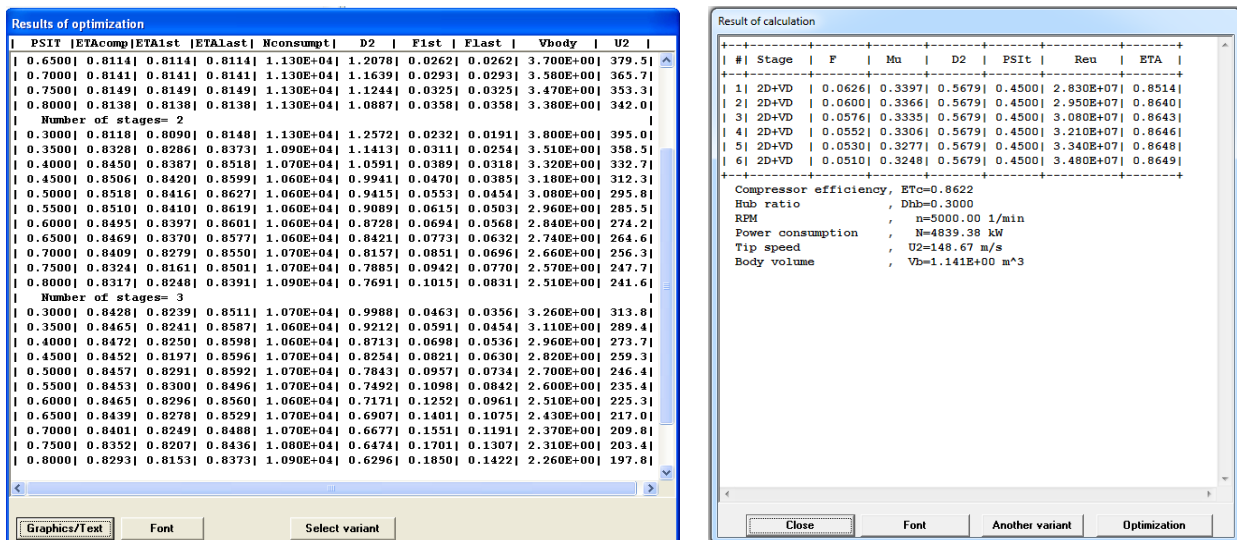 Results of optimization
| PSIT |ETAcomp|ETA1st |ETAlast| Nconsumpt| D2 | F1st | Flast | Vbody | U2 |
| 0.6500| 0.8114| 0.8114| 0.8114| 1.130E+04| 1.2078| 0.0262| 0.0262| 3.700E+00| 379.5|
| 0.7000| 0.8141| 0.8141| 0.8141| 1.130E+04| 1.1639| 0.0293| 0.0293| 3.580E+00| 365.7|
| 0.7500| 0.8149| 0.8149| 0.8149| 1.130E+04| 1.1244| 0.0325| 0.0325| 3.470E+00| 353.3|
| 0.8000| 0.8138| 0.8138| 0.8138| 1.130E+04| 1.0887| 0.0358| 0.0358| 3.380E+00| 342.0|
| Number of stages= 2 |
| 0.3000| 0.8118| 0.8090| 0.8148| 1.130E+04| 1.2572| 0.0232| 0.0191| 3.800E+00| 395.0|
| 0.3500| 0.8328| 0.8286| 0.8373| 1.090E+04| 1.1413| 0.0311| 0.0254| 3.510E+00| 358.5|
| 0.4000| 0.8450| 0.8387| 0.8518| 1.070E+04| 1.0591| 0.0389| 0.0318| 3.320E+00| 332.7|
| 0.4500| 0.8506| 0.8420| 0.8599| 1.060E+04| 0.9941| 0.0470| 0.0385| 3.180E+00| 312.3|
| 0.5000| 0.8518| 0.8416| 0.8627| 1.060E+04| 0.9415| 0.0553| 0.0454| 3.080E+00| 295.8|
| 0.5500| 0.8510| 0.8410| 0.8619| 1.060E+04| 0.9089| 0.0615| 0.0503| 2.960E+00| 285.5|
| 0.6000| 0.8495| 0.8397| 0.8601| 1.060E+04| 0.8728| 0.0694| 0.0568| 2.840E+00| 274.2|
| 0.6500| 0.8469| 0.8370| 0.8577| 1.060E+04| 0.8421| 0.0773| 0.0632| 2.740E+00| 264.6|
| 0.7000| 0.8409| 0.8279| 0.8550| 1.070E+04| 0.8157| 0.0851| 0.0696| 2.660E+00| 256.3|
| 0.7500| 0.8324| 0.8161| 0.8501| 1.070E+04| 0.7885| 0.0942| 0.0770| 2.570E+00| 247.7|
| 0.8000| 0.8317| 0.8248| 0.8391| 1.090E+04| 0.7691| 0.1015| 0.0831| 2.510E+00| 241.6|
| Number of stages= 3 |
| 0.3000| 0.8428| 0.8239| 0.8511| 1.070E+04| 0.9988| 0.0463| 0.0356| 3.260E+00| 313.8|
| 0.3500| 0.8465| 0.8241| 0.8587| 1.060E+04| 0.9212| 0.0591| 0.0454| 3.110E+00| 289.4|
| 0.4000| 0.8472| 0.8250| 0.8598| 1.060E+04| 0.8713| 0.0698| 0.0536| 2.960E+00| 273.7|
| 0.4500| 0.8452| 0.8197| 0.8596| 1.070E+04| 0.8254| 0.0821| 0.0630| 2.820E+00| 259.3|
| 0.5000| 0.8457| 0.8291| 0.8592| 1.070E+04| 0.7843| 0.0957| 0.0734| 2.700E+00| 246.4|
| 0.5500| 0.8453| 0.8300| 0.8496| 1.070E+04| 0.7492| 0.1098| 0.0842| 2.600E+00| 235.4|
| 0.6000| 0.8465| 0.8296| 0.8560| 1.060E+04| 0.7171| 0.1252| 0.0961| 2.510E+00| 225.3|
| 0.6500| 0.8439| 0.8278| 0.8529| 1.070E+04| 0.6907| 0.1401| 0.1075| 2.430E+00| 217.0|
| 0.7000| 0.8401| 0.8249| 0.8488| 1.070E+04| 0.6677| 0.1551| 0.1191| 2.370E+00| 209.8|
| 0.7500| 0.8352| 0.8207| 0.8436| 1.080E+04| 0.6474| 0.1701| 0.1307| 2.310E+00| 203.4|
| 0.8000| 0.8293| 0.8153| 0.8373| 1.090E+04| 0.6296| 0.1850| 0.1422| 2.260E+00| 197.8|
Graphics/Text Font Select variant
Result of calculation
| #| Stage | F | Mu | D2 | PSIt | Reu | ETA |
| 1| 2D+VD | 0.0626| 0.3397| 0.5679| 0.4500| 2.830E+07| 0.8514|
| 2| 2D+VD | 0.0600| 0.3366| 0.5679| 0.4500| 2.950E+07| 0.8640|
| 3| 2D+VD | 0.0576| 0.3335| 0.5679| 0.4500| 3.080E+07| 0.8643|
| 4| 2D+VD | 0.0552| 0.3306| 0.5679| 0.4500| 3.210E+07| 0.8646|
| 5| 2D+VD | 0.0530| 0.3277| 0.5679| 0.4500| 3.340E+07| 0.8648|
| 6| 2D+VD | 0.0510| 0.3248| 0.5679| 0.4500| 3.480E+07| 0.8649|
Compressor efficiency, ETc=0.8622
Hub ratio , Dhb=0.3000
RPM , n=5000.00 1/min
Power consumption , N=4839.38 kW
Tip speed , U2=148.67 m/s
Body volume , Vb=1.141E+00 m^3
Close Font Another variant Optimization